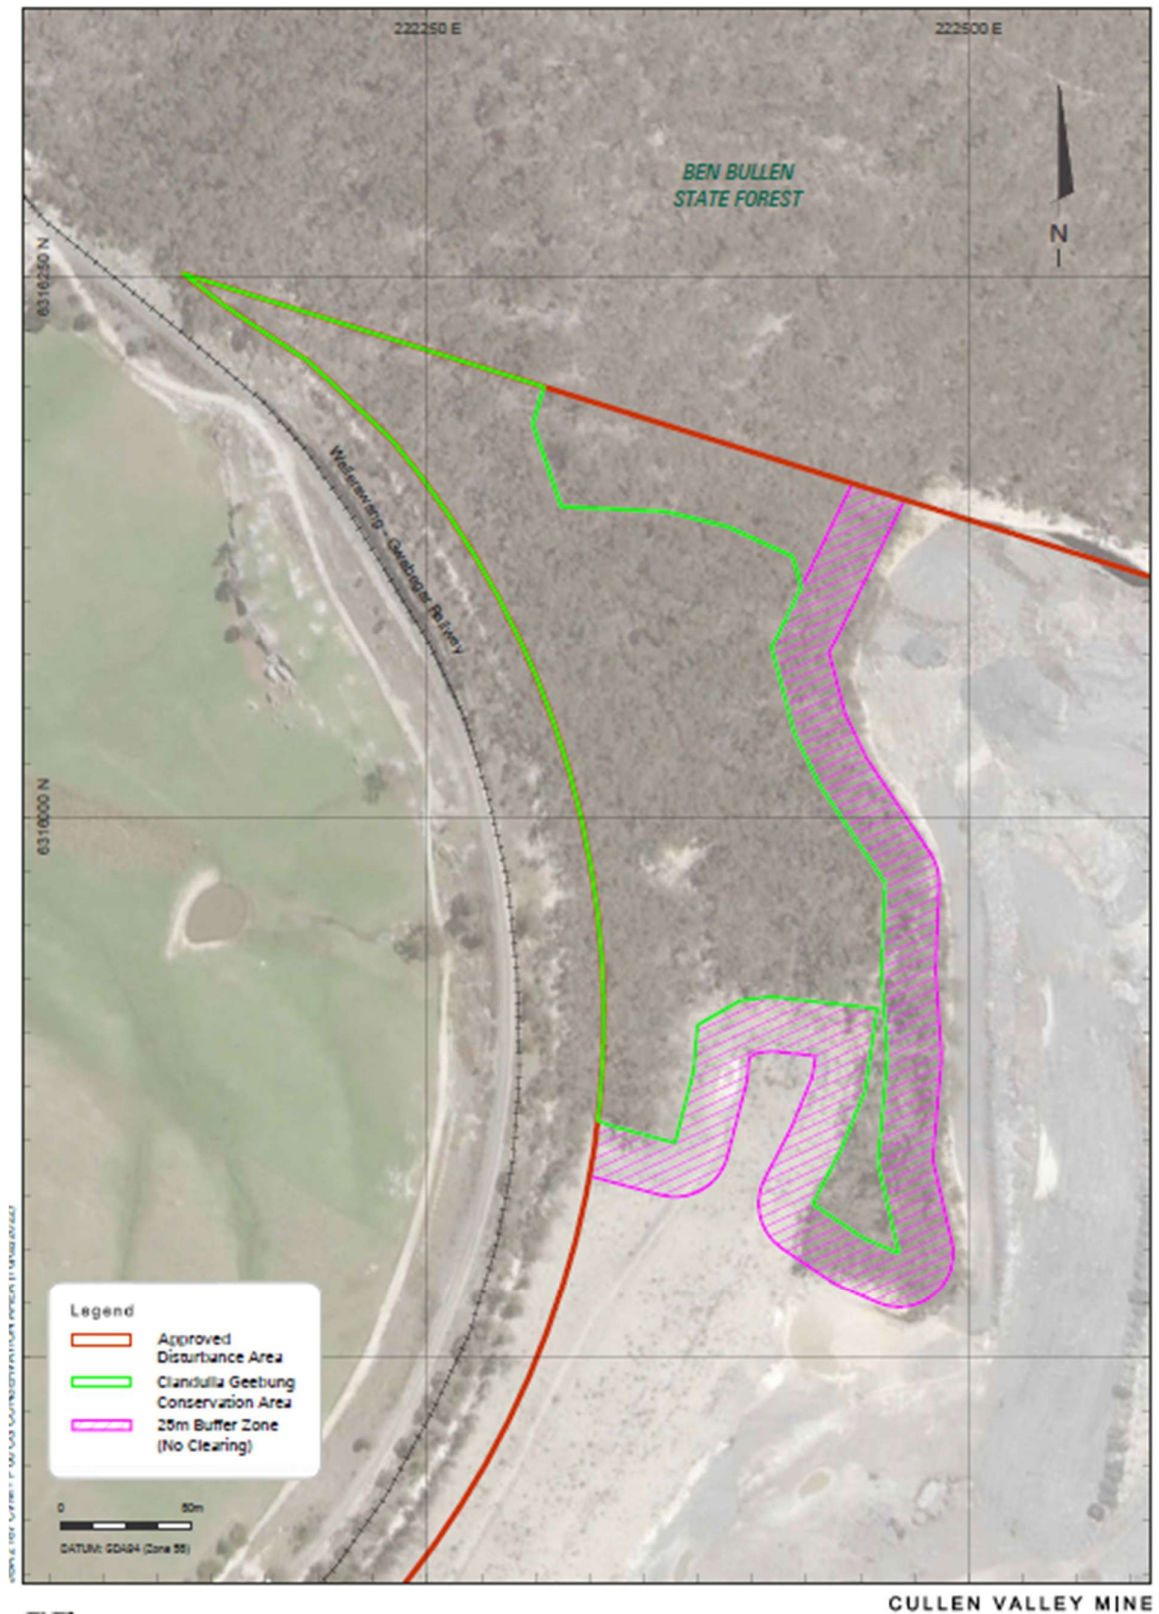 222250 E
222500 E
BEN BULLEN
STATE FOREST
N
6316250 N
Wallerawang - Gwabegar Railway
6316000 N
Legend
Approved
Disturbance Area
Clandulla Geebung
Conservation Area
25m Buffer Zone
(No Clearing)
0
50m
DATUM: GDA94 (Zone 56)
CULLEN VALLEY MINE